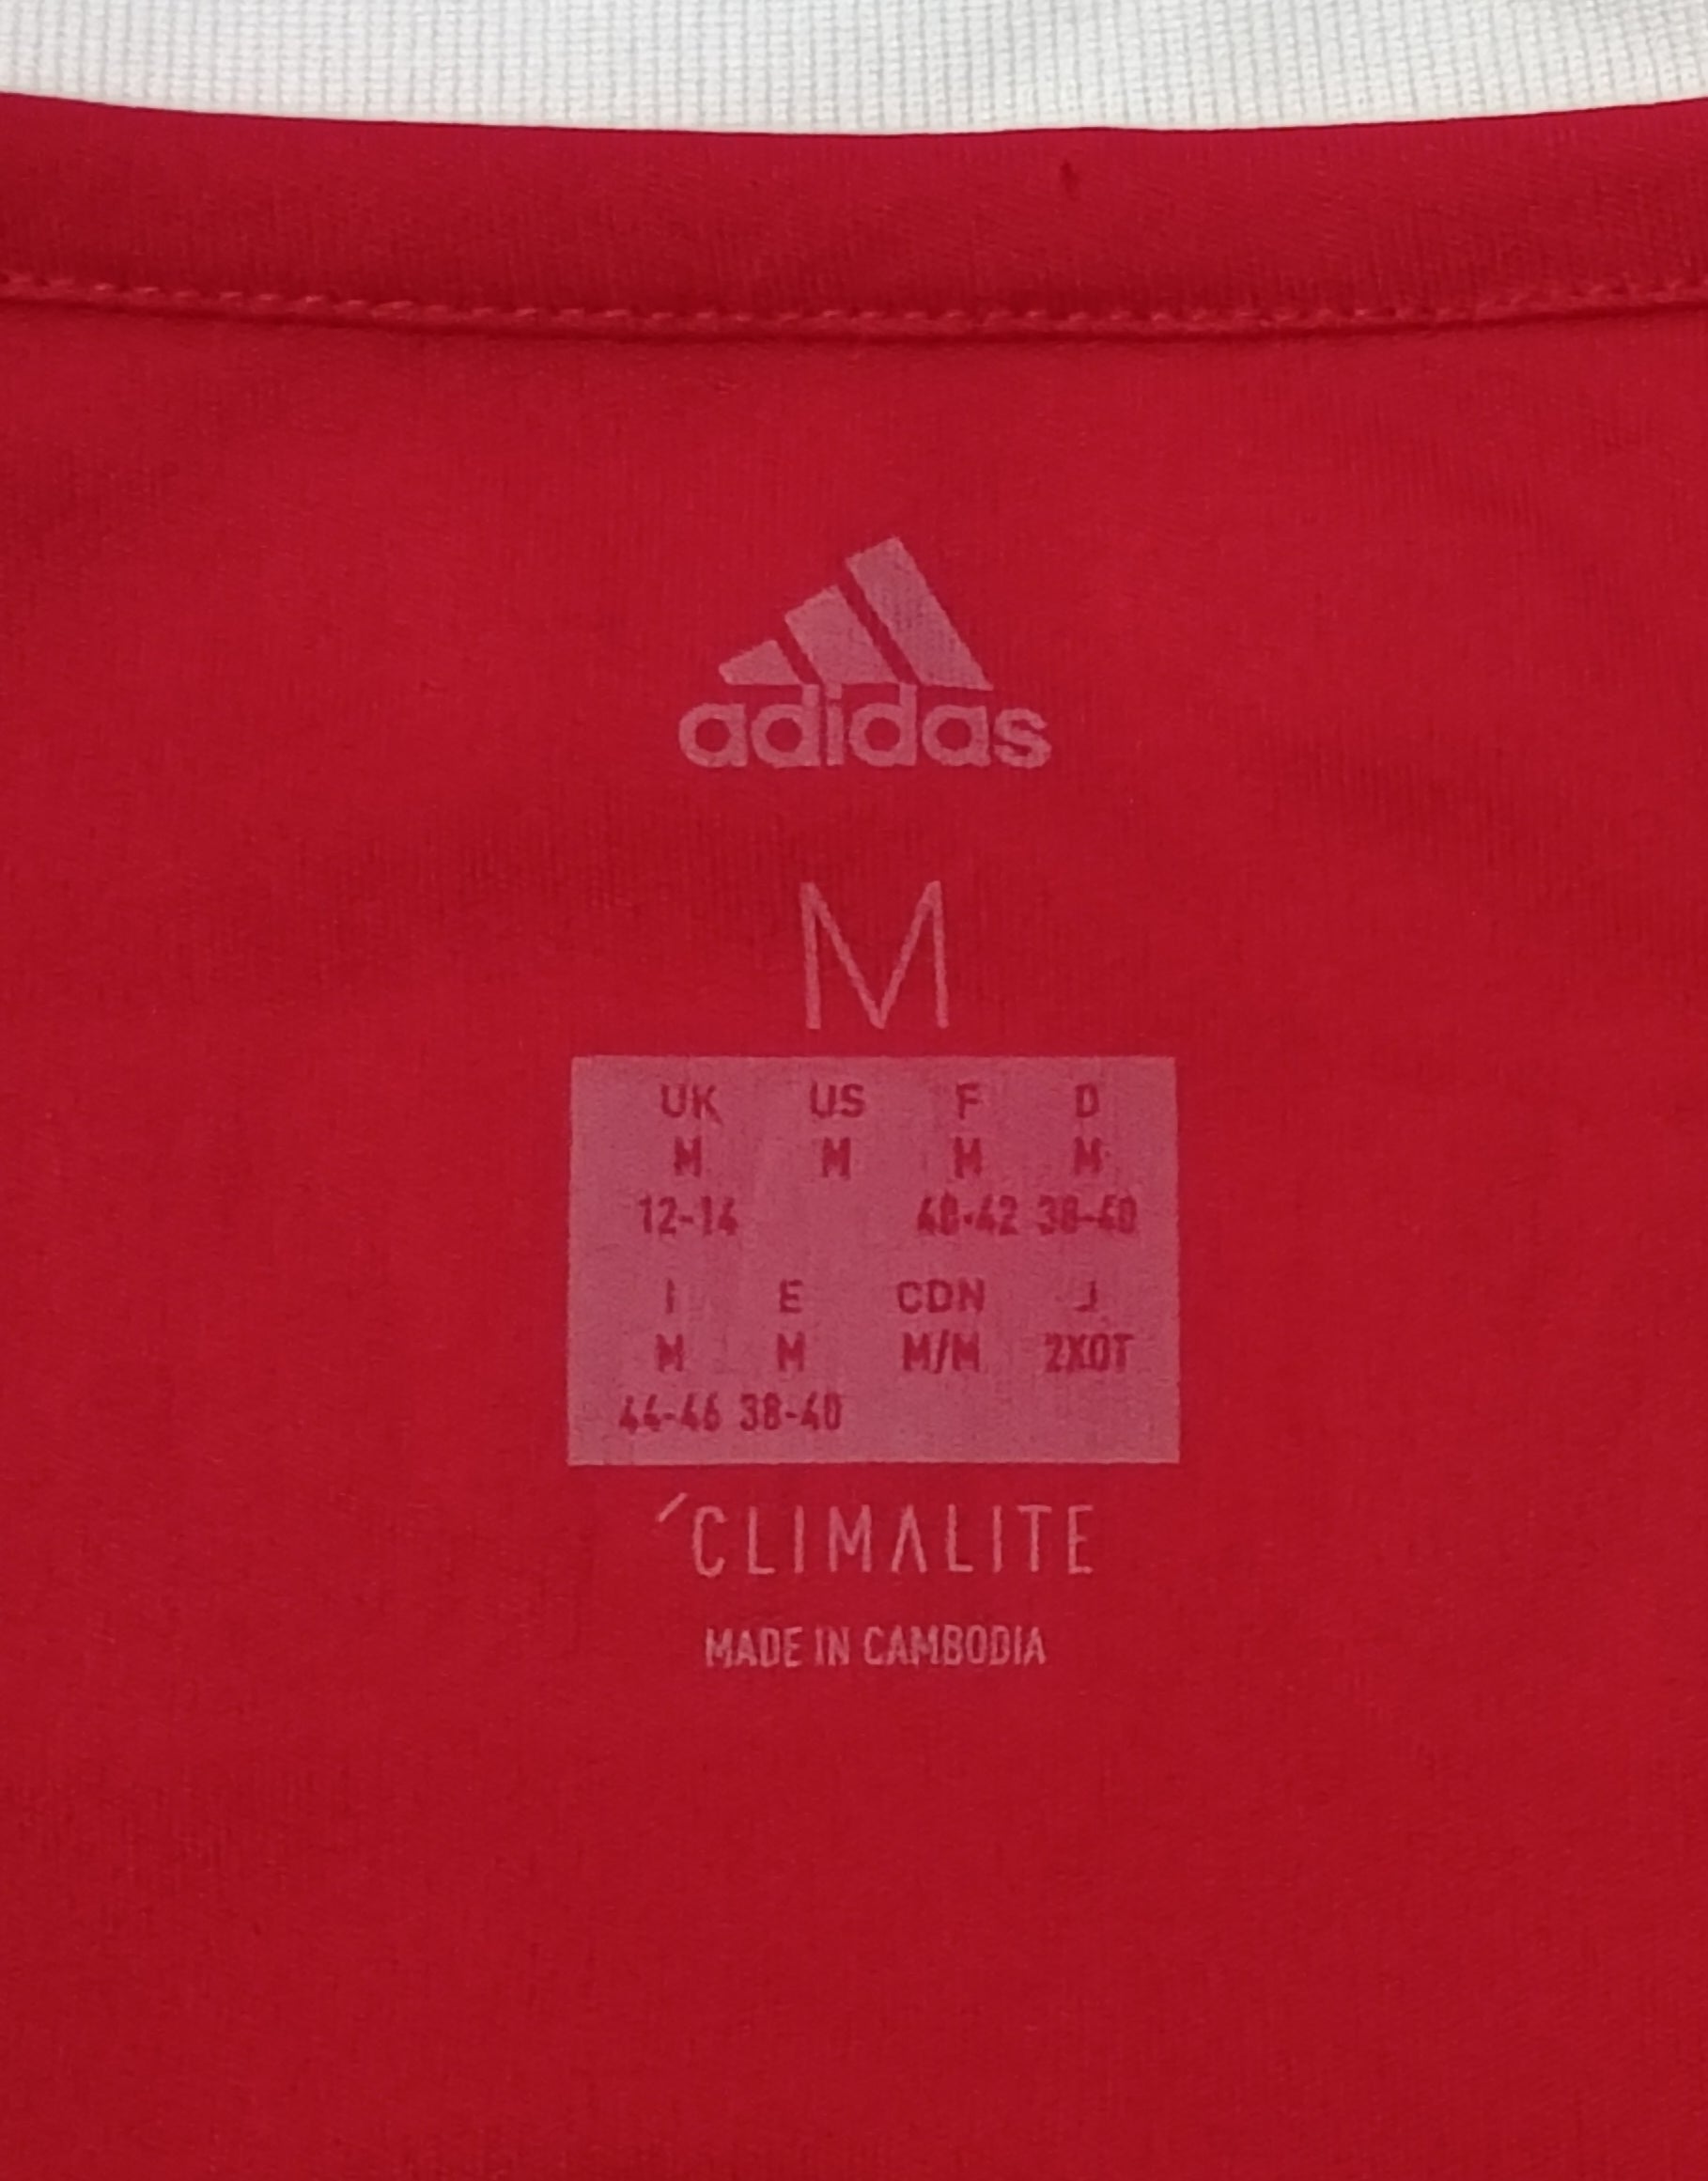 adidas
M
UK US F D
M M M M
12-14 40-42 38-40
I E CDN J
M M M/M 2XOT
44-46 38-40
´CLIMALITE
MADE IN CAMBODIA